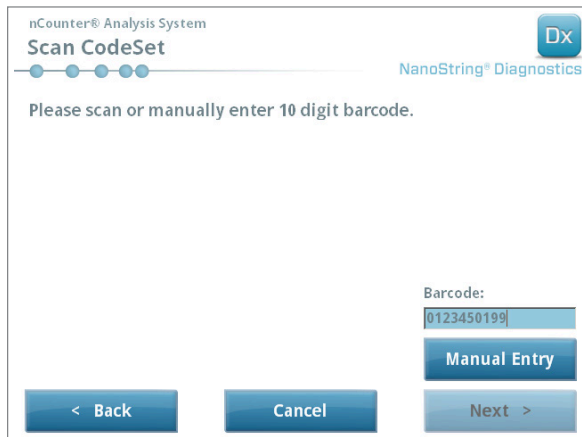 nCounter® Analysis System
Scan CodeSet
Dx
NanoString® Diagnostics
Please scan or manually enter 10 digit barcode.
Barcode:
0123450199
Manual Entry
< Back
Cancel
Next >